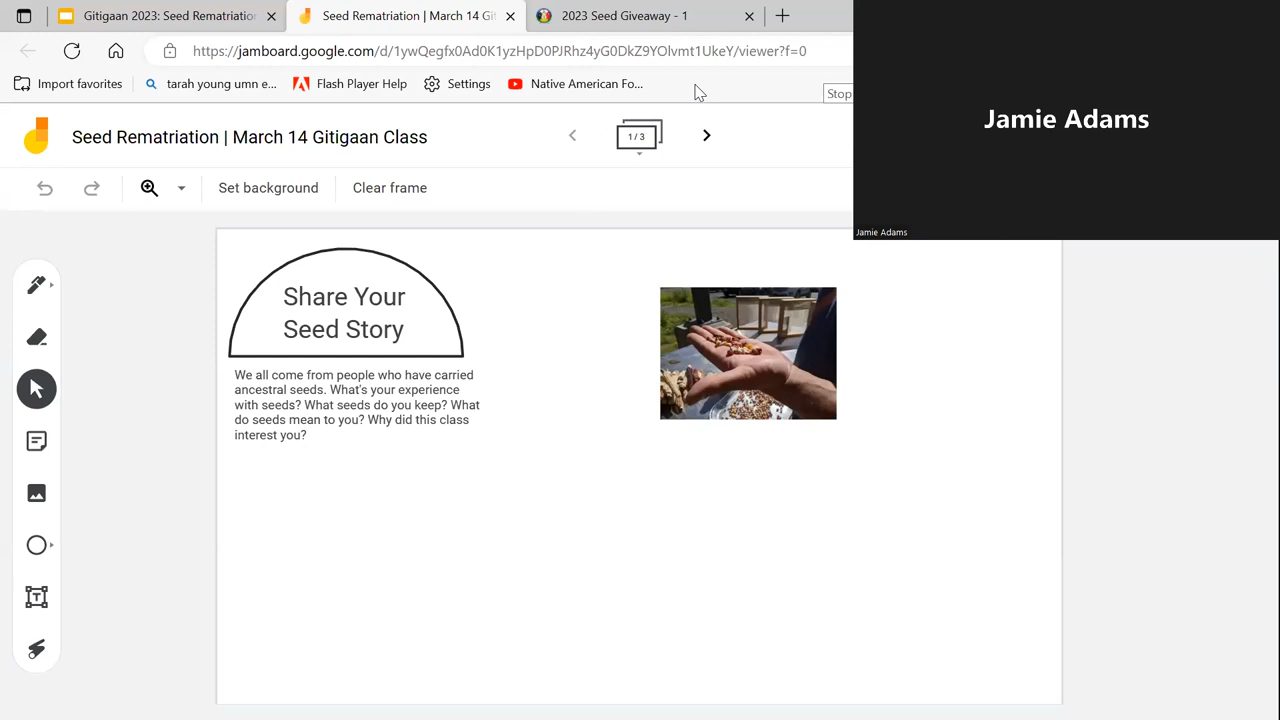 Gitigaan 2023: Seed Rematriation
Seed Rematriation | March 14 Git
2023 Seed Giveaway - 1
https://jamboard.google.com/d/1ywQegfx0Ad0K1yzHpD0PJRhz4yG0DkZ9YOlvmt1UkeY/viewer?f=0
Import favorites
tarah young umn e...
Flash Player Help
Settings
Native American Fo...
Stop
Seed Rematriation | March 14 Gitigaan Class
1 / 3
Set background
Clear frame
Jamie Adams
Jamie Adams
Share Your
Seed Story
We all come from people who have carried
ancestral seeds. What's your experience
with seeds? What seeds do you keep? What
do seeds mean to you? Why did this class
interest you?